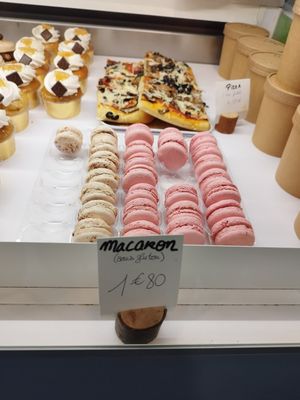 PIZZA
MACARON
(sans gluten)
1€80